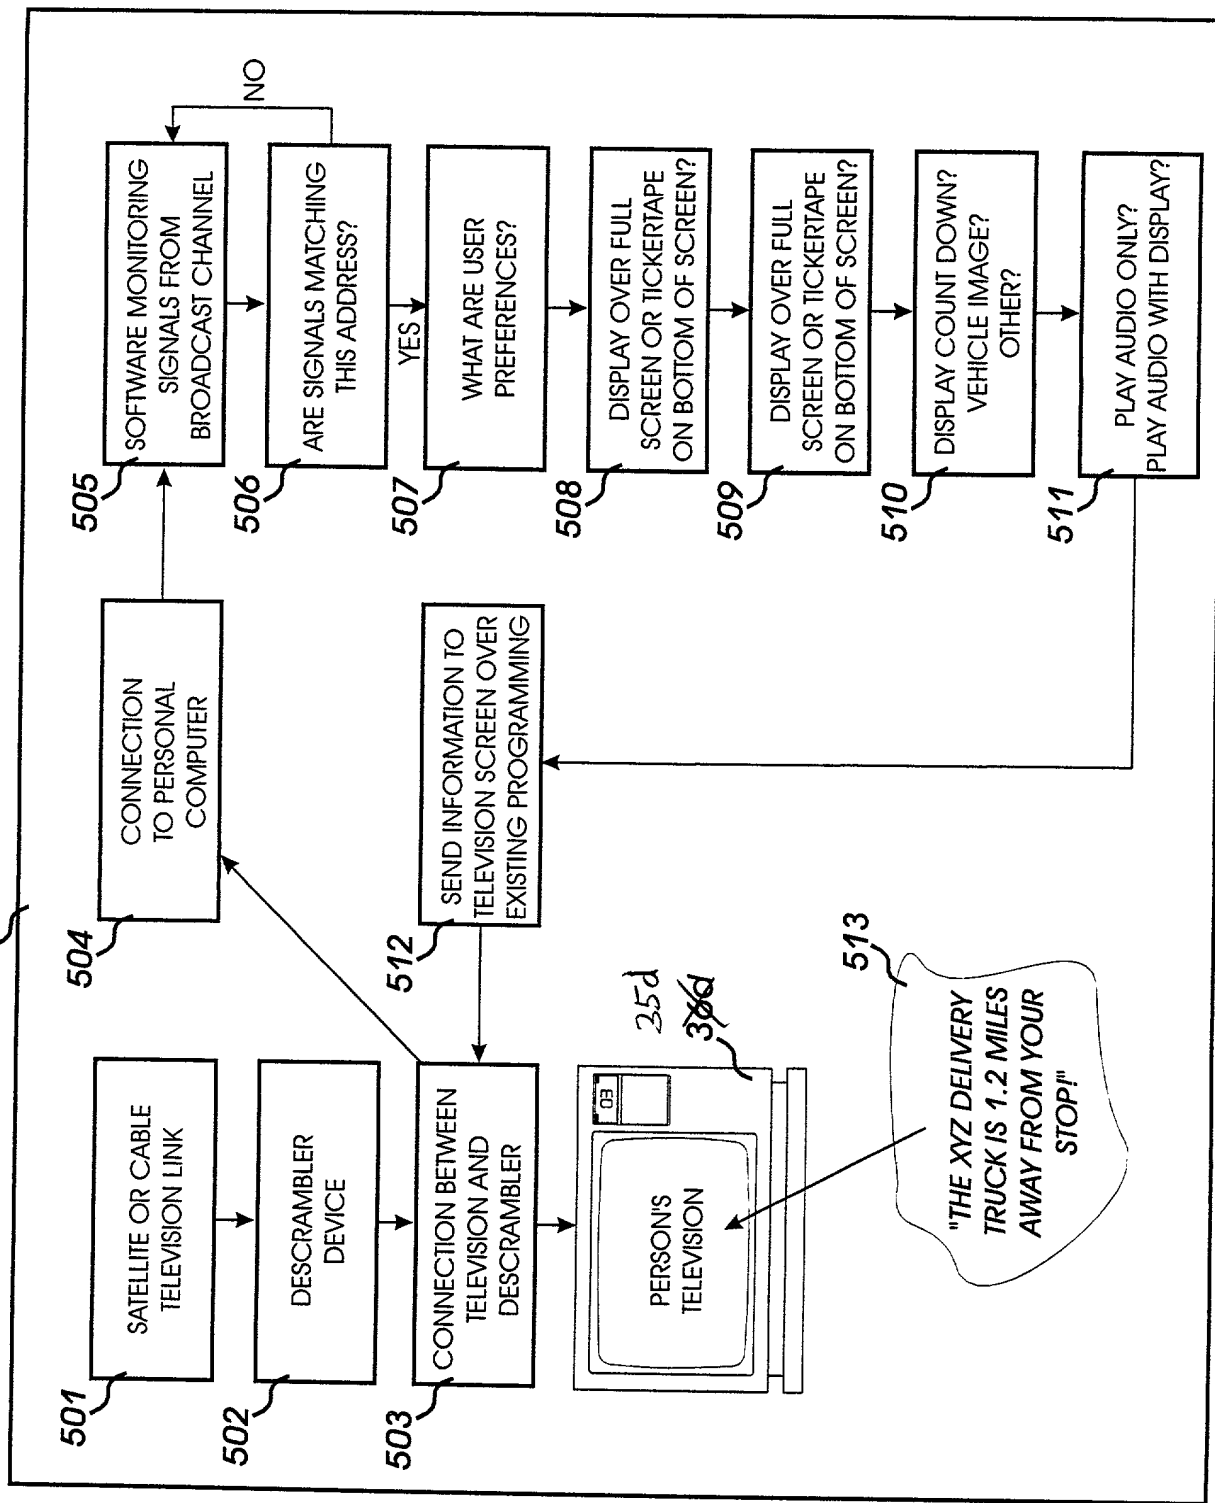 501
SATELLITE OR CABLE
TELEVISION LINK
502
DESCRAMBLER
DEVICE
503
CONNECTION BETWEEN
TELEVISION AND
DESCRAMBLER
PERSON'S
TELEVISION
03
35d
36d
504
CONNECTION
TO PERSONAL
COMPUTER
505
SOFTWARE MONITORING
SIGNALS FROM
BROADCAST CHANNEL
NO
506
ARE SIGNALS MATCHING
THIS ADDRESS?
YES
507
WHAT ARE USER
PREFERENCES?
508
DISPLAY OVER FULL
SCREEN OR TICKERTAPE
ON BOTTOM OF SCREEN?
509
DISPLAY OVER FULL
SCREEN OR TICKERTAPE
ON BOTTOM OF SCREEN?
510
DISPLAY COUNT DOWN?
VEHICLE IMAGE?
OTHER?
511
PLAY AUDIO ONLY?
PLAY AUDIO WITH DISPLAY?
512
SEND INFORMATION TO
TELEVISION SCREEN OVER
EXISTING PROGRAMMING
513
"THE XYZ DELIVERY
TRUCK IS 1.2 MILES
AWAY FROM YOUR
STOP!"